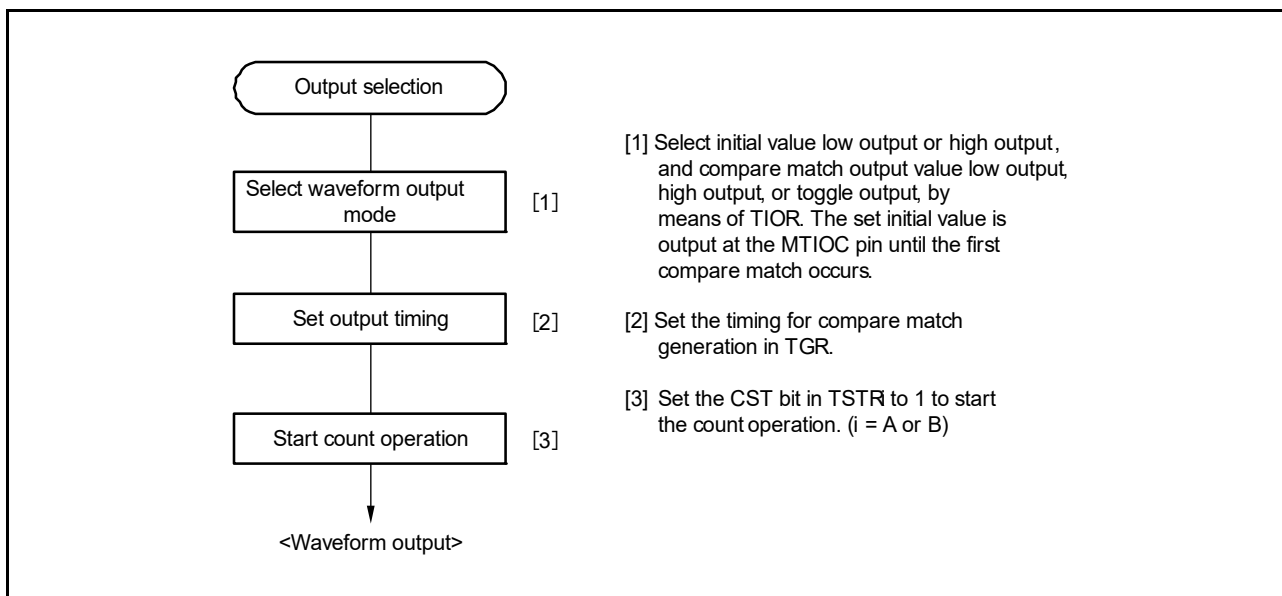 Output selection
Select waveform output
mode
[1]
Set output timing
[2]
Start count operation
[3]
<Waveform output>
[1] Select initial value low output or high output,
and compare match output value low output,
high output, or toggle output, by
means of TIOR. The set initial value is
output at the MTIOC pin until the first
compare match occurs.
[2] Set the timing for compare match
generation in TGR.
[3] Set the CST bit in TSTRi to 1 to start
the count operation. (i = A or B)